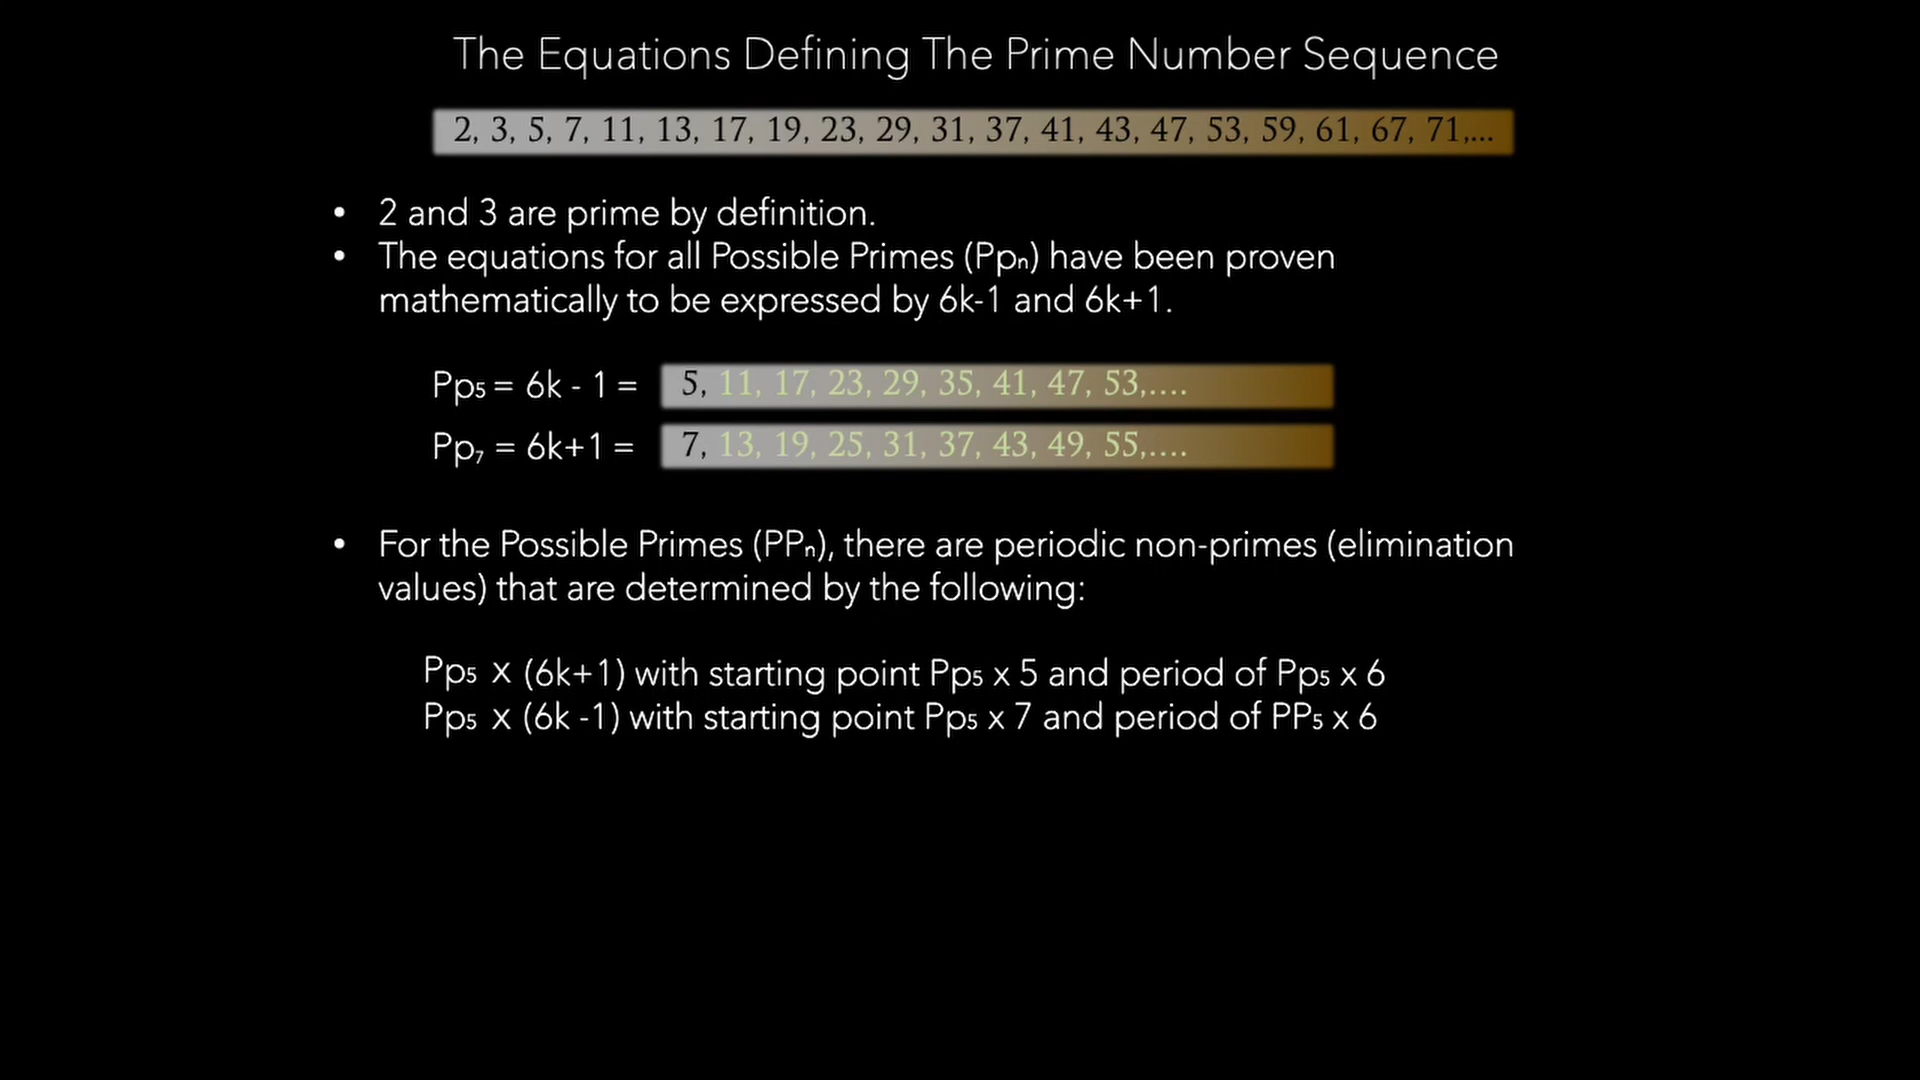 The Equations Defining The Prime Number Sequence
2, 3, 5, 7, 11, 13, 17, 19, 23, 29, 31, 37, 41, 43, 47, 53, 59, 61, 67, 71,...
• 2 and 3 are prime by definition.
• The equations for all Possible Primes (Ppₙ) have been proven
mathematically to be expressed by 6k-1 and 6k+1.
Pp₅ = 6k - 1 = 5, 11, 17, 23, 29, 35, 41, 47, 53,....
Pp₇ = 6k+1 = 7, 13, 19, 25, 31, 37, 43, 49, 55,....
• For the Possible Primes (PPₙ), there are periodic non-primes (elimination
values) that are determined by the following:
Pp₅ x (6k+1) with starting point Pp₅ x 5 and period of Pp₅ x 6
Pp₅ x (6k -1) with starting point Pp₅ x 7 and period of PP₅ x 6